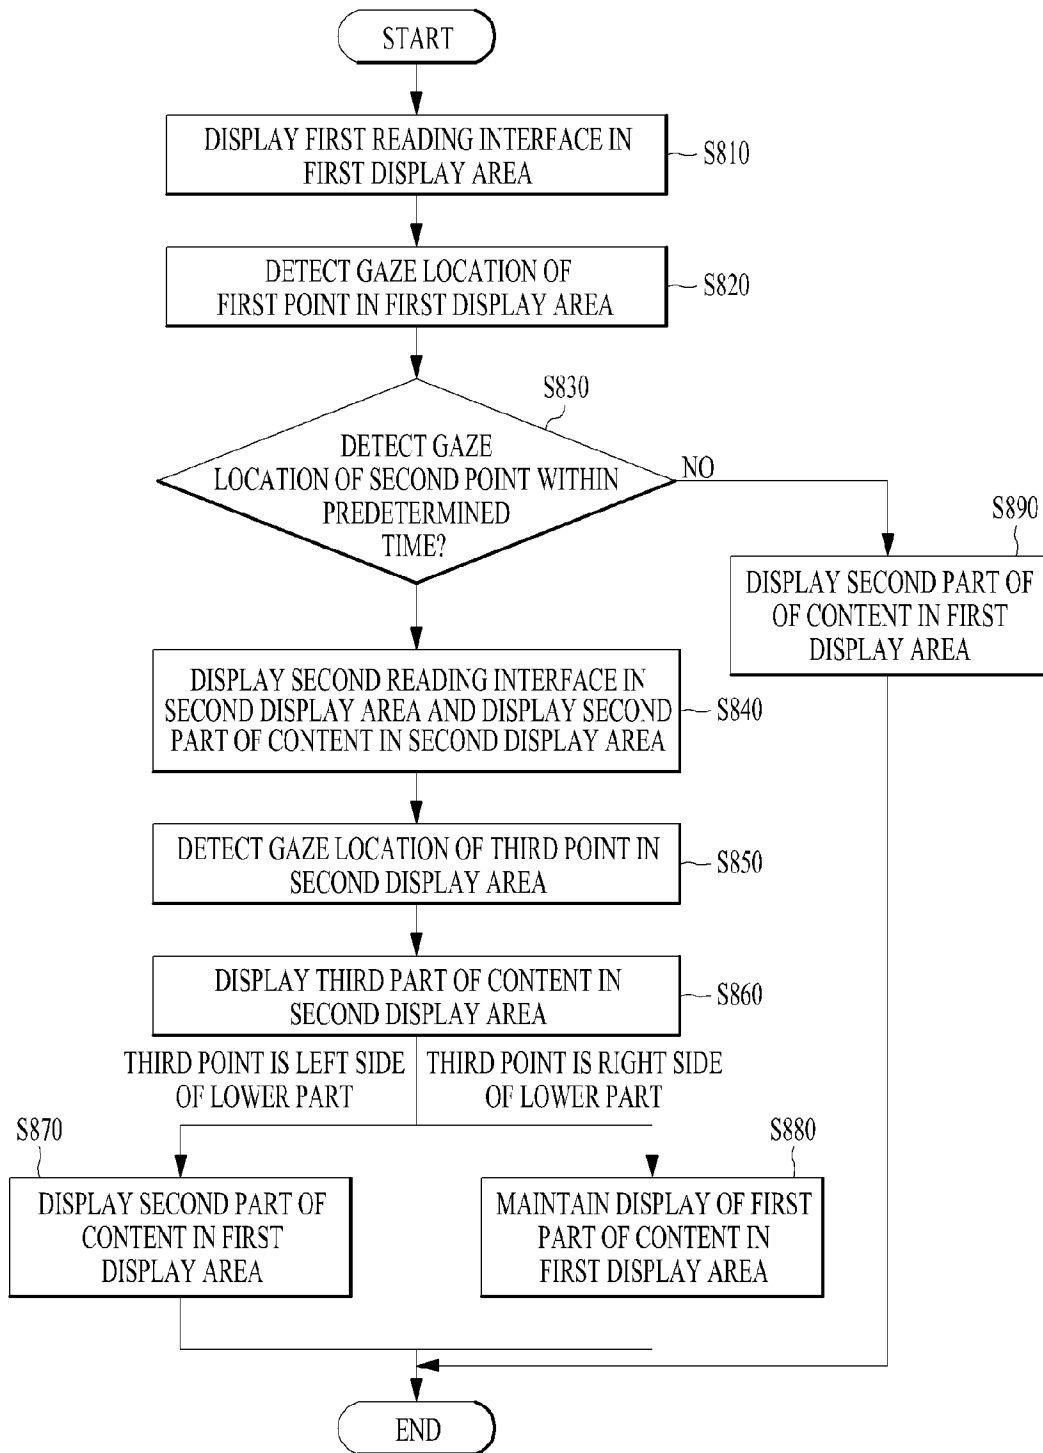 START
DISPLAY FIRST READING INTERFACE IN
FIRST DISPLAY AREA
S810
DETECT GAZE LOCATION OF
FIRST POINT IN FIRST DISPLAY AREA
S820
S830
DETECT GAZE
LOCATION OF SECOND POINT WITHIN
PREDETERMINED
TIME?
NO
S890
DISPLAY SECOND PART OF
OF CONTENT IN FIRST
DISPLAY AREA
DISPLAY SECOND READING INTERFACE IN
SECOND DISPLAY AREA AND DISPLAY SECOND
PART OF CONTENT IN SECOND DISPLAY AREA
S840
DETECT GAZE LOCATION OF THIRD POINT IN
SECOND DISPLAY AREA
S850
DISPLAY THIRD PART OF CONTENT IN
SECOND DISPLAY AREA
S860
THIRD POINT IS LEFT SIDE
OF LOWER PART
THIRD POINT IS RIGHT SIDE
OF LOWER PART
S870
DISPLAY SECOND PART OF
CONTENT IN FIRST
DISPLAY AREA
S880
MAINTAIN DISPLAY OF FIRST
PART OF CONTENT IN
FIRST DISPLAY AREA
END